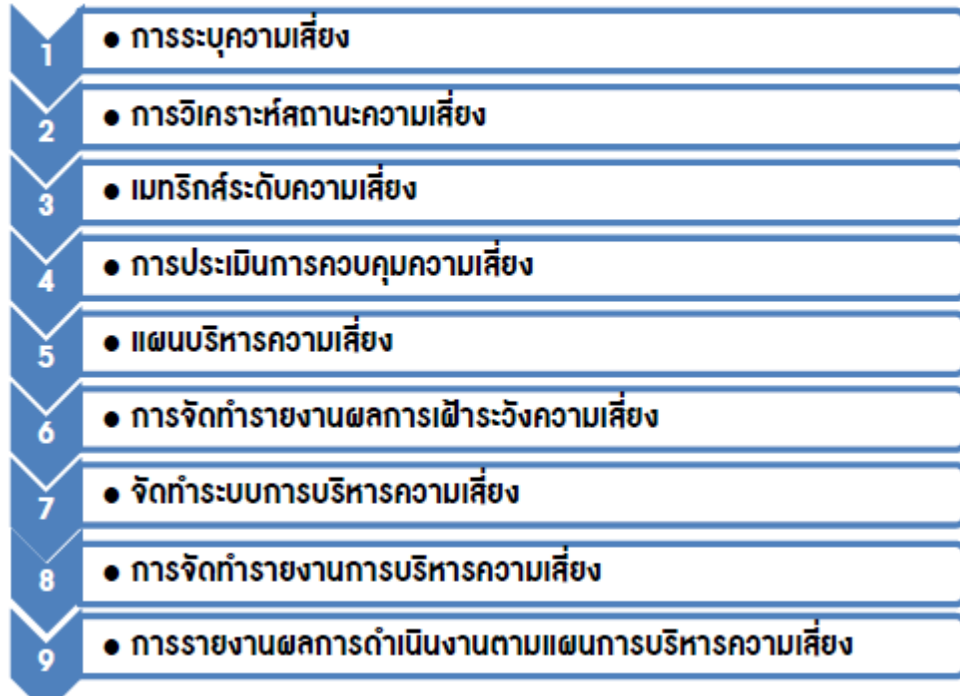 1 • การระบุความเสี่ยง
2 • การวิเคราะห์สถานะความเสี่ยง
3 • เมทริกส์ระดับความเสี่ยง
4 • การประเมินการควบคุมความเสี่ยง
5 • แผนบริหารความเสี่ยง
6 • การจัดทำรายงานผลการเฝ้าระวังความเสี่ยง
7 • จัดทำระบบการบริหารความเสี่ยง
8 • การจัดทำรายงานการบริหารความเสี่ยง
9 • การรายงานผลการดำเนินงานตามแผนการบริหารความเสี่ยง